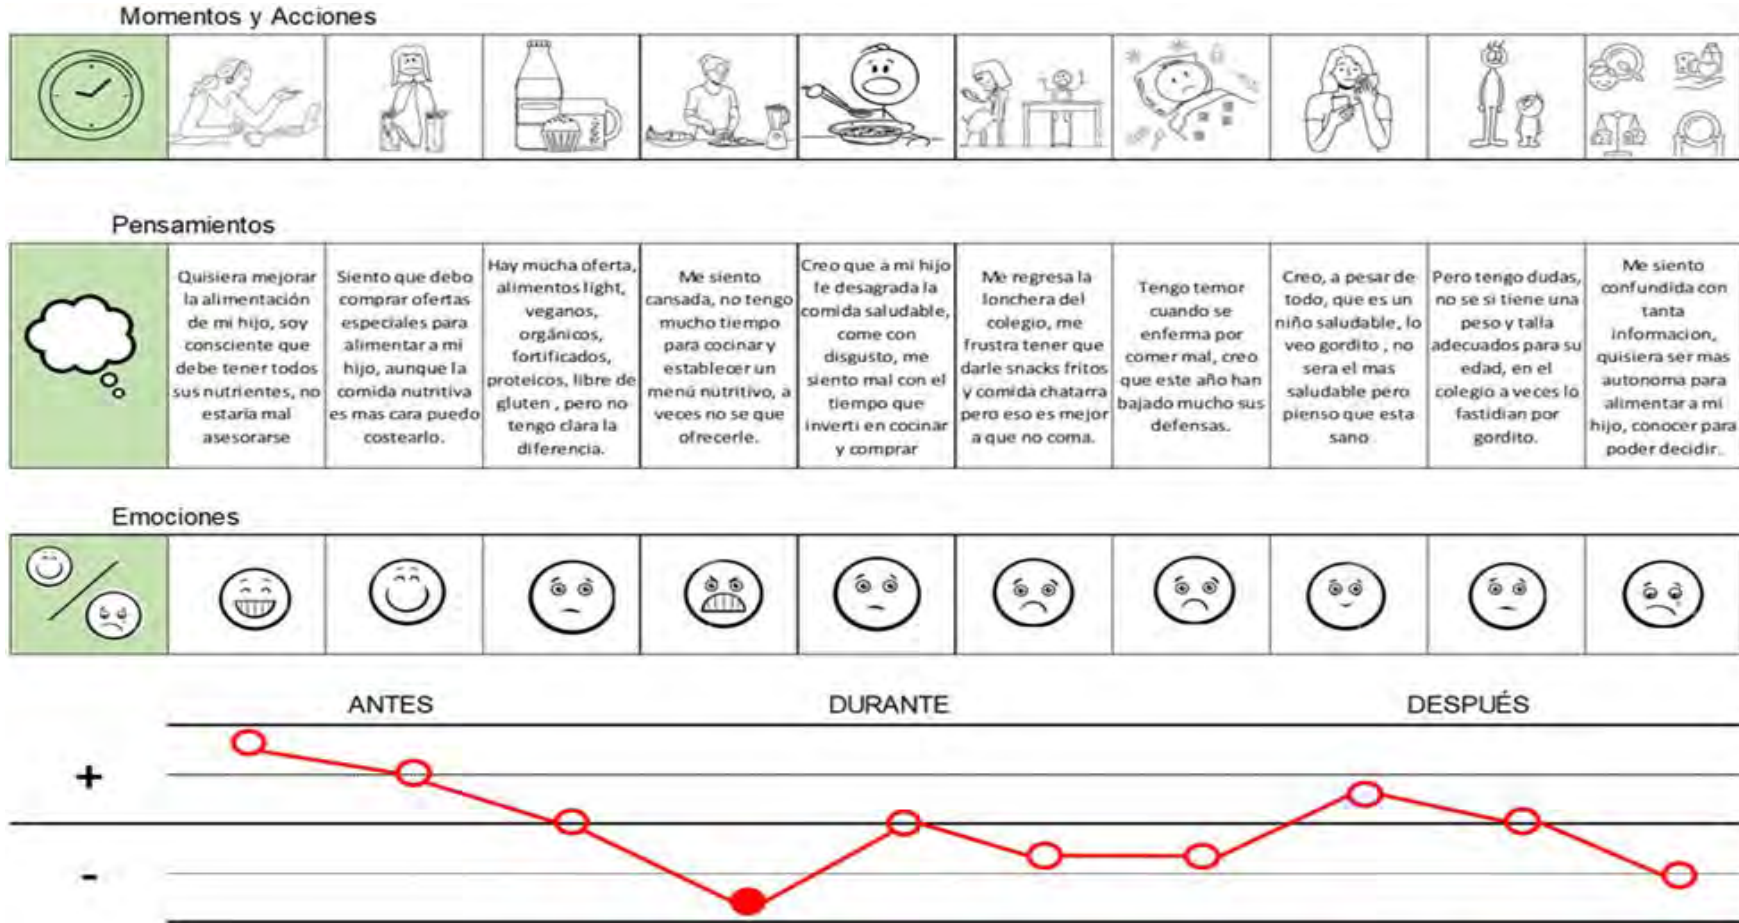 Momentos y Acciones
Pensamientos
Quisiera mejorar
la alimentación
de mi hijo, soy
consciente que
debe tener todos
sus nutrientes, no
estaría mal
asesorarse
Siento que debo
comprar ofertas
especiales para
alimentar a mi
hijo, aunque la
comida nutritiva
es mas cara puedo
costearlo.
Hay mucha oferta,
alimentos light,
veganos,
orgánicos,
fortificados,
proteicos, libre de
gluten , pero no
tengo clara la
diferencia.
Me siento
cansada, no tengo
mucho tiempo
para cocinar y
establecer un
menú nutritivo, a
veces no se que
ofrecerle.
Creo que a mi hijo
le desagrada la
comida saludable,
come con
disgusto, me
siento mal con el
tiempo que
inverti en cocinar
y comprar
Me regresa la
lonchera del
colegio, me
frustra tener que
darle snacks fritos
y comida chatarra
pero eso es mejor
a que no coma.
Tengo temor
cuando se
enferma por
comer mal, creo
que este año han
bajado mucho sus
defensas.
Creo, a pesar de
todo, que es un
niño saludable, lo
veo gordito , no
sera el mas
saludable pero
pienso que esta
sano
Pero tengo dudas,
no se si tiene una
peso y talla
adecuados para su
edad, en el
colegio a veces lo
fastidian por
gordito.
Me siento
confundida con
tanta
informacion,
quisiera ser mas
autonoma para
alimentar a mi
hijo, conocer para
poder decidir.
Emociones
ANTES
DURANTE
DESPUÉS
+
-